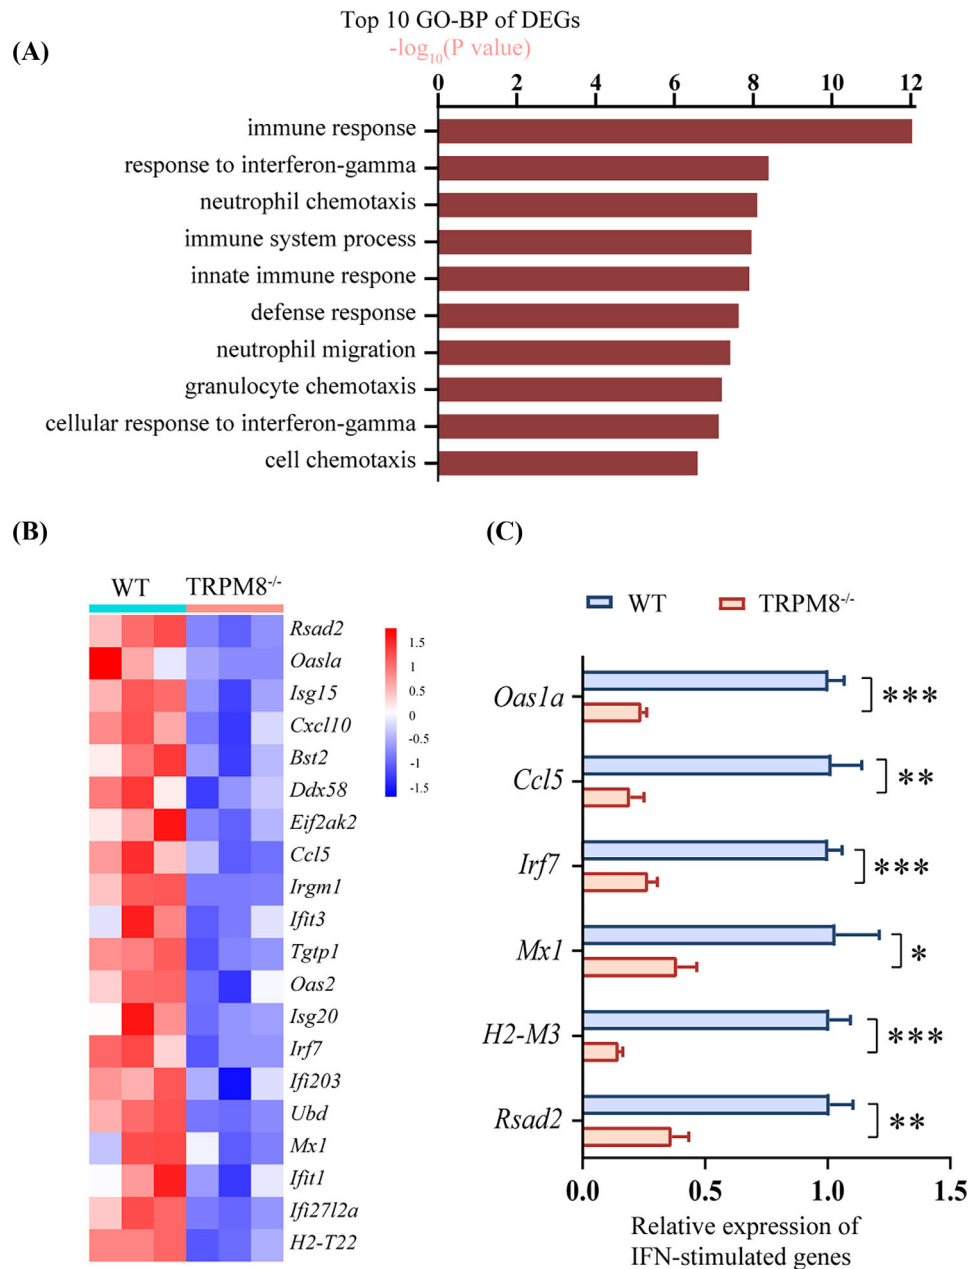 Top 10 GO-BP of DEGs
(A)
-log10(P value)
0 2 4 6 8 10 12
immune response
response to interferon-gamma
neutrophil chemotaxis
immune system process
innate immune respone
defense response
neutrophil migration
granulocyte chemotaxis
cellular response to interferon-gamma
cell chemotaxis
(B)
WT TRPM8-/-
Rsad2
Oasla
Isg15
Cxcl10
Bst2
Ddx58
Eif2ak2
Ccl5
Irgm1
Ifit3
Tgtp1
Oas2
Isg20
Irf7
Ifi203
Ubd
Mx1
Ifit1
Ifi27l2a
H2-T22
1.5
1
0.5
0
-0.5
-1
-1.5
(C)
WT TRPM8-/-
Oas1a ***
Ccl5 **
Irf7 ***
Mx1 *
H2-M3 ***
Rsad2 **
0.0 0.5 1.0 1.5
Relative expression of
IFN-stimulated genes